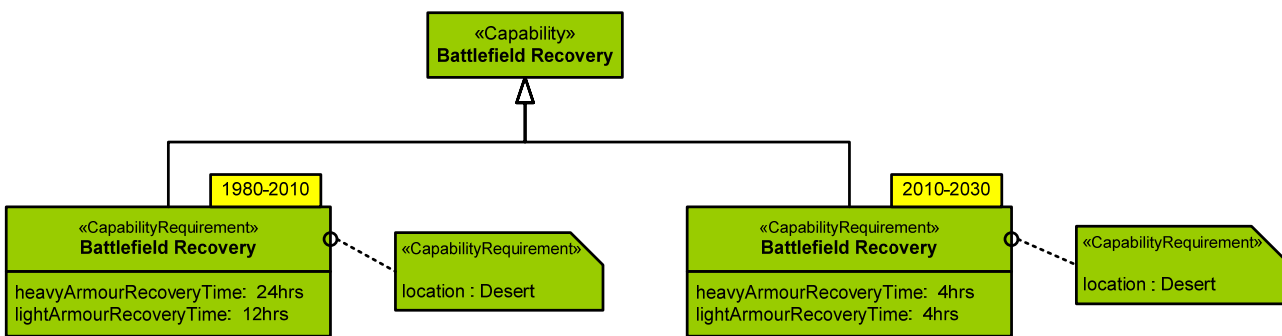 «Capability»
Battlefield Recovery
1980-2010
«CapabilityRequirement»
Battlefield Recovery
heavyArmourRecoveryTime: 24hrs
lightArmourRecoveryTime: 12hrs
«CapabilityRequirement»
location : Desert
2010-2030
«CapabilityRequirement»
Battlefield Recovery
heavyArmourRecoveryTime: 4hrs
lightArmourRecoveryTime: 4hrs
«CapabilityRequirement»
location : Desert